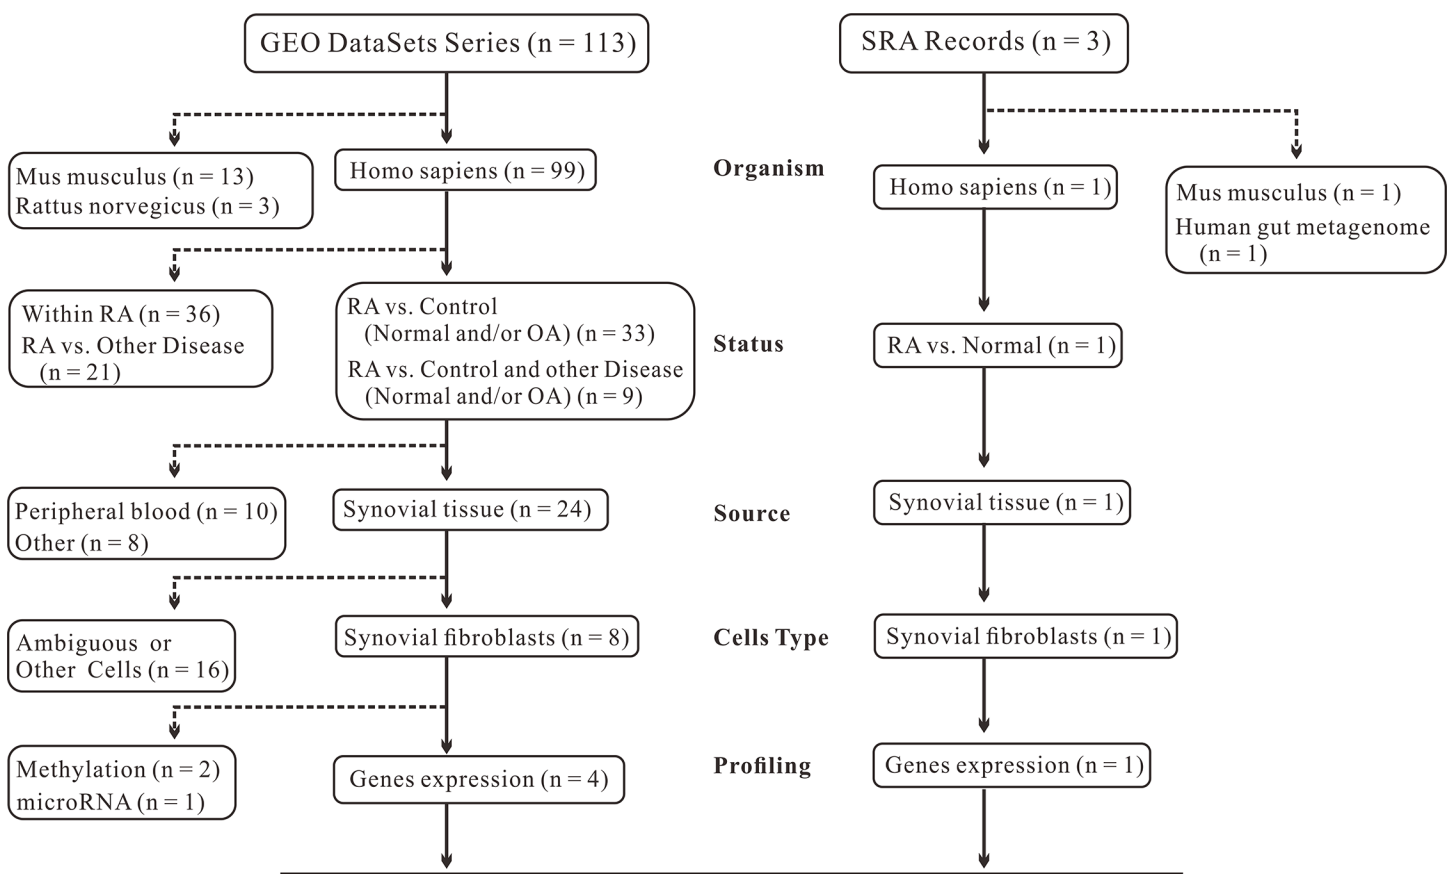 GEO DataSets Series (n = 113)
SRA Records (n = 3)
Mus musculus (n = 13)
Rattus norvegicus (n = 3)
Homo sapiens (n = 99)
Organism
Homo sapiens (n = 1)
Mus musculus (n = 1)
Human gut metagenome
(n = 1)
Within RA (n = 36)
RA vs. Other Disease
(n = 21)
RA vs. Control
(Normal and/or OA) (n = 33)
RA vs. Control and other Disease
(Normal and/or OA) (n = 9)
Status
RA vs. Normal (n = 1)
Peripheral blood (n = 10)
Other (n = 8)
Synovial tissue (n = 24)
Source
Synovial tissue (n = 1)
Ambiguous or
Other Cells (n = 16)
Synovial fibroblasts (n = 8)
Cells Type
Synovial fibroblasts (n = 1)
Methylation (n = 2)
microRNA (n = 1)
Genes expression (n = 4)
Profiling
Genes expression (n = 1)